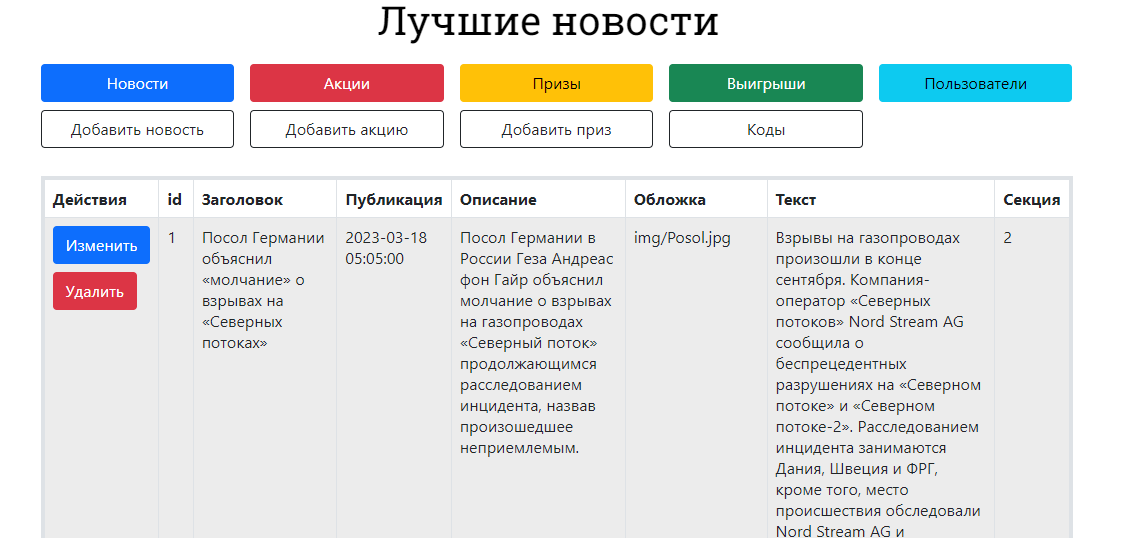 Лучшие новости
Новости
Акции
Призы
Выигрыши
Пользователи
Добавить новость
Добавить акцию
Добавить приз
Коды
Действия
id
Заголовок
Публикация
Описание
Обложка
Текст
Секция
Изменить
Удалить
1
Посол Германии
объяснил
«молчание» о
взрывах на
«Северных
потоках»
2023-03-18
05:05:00
Посол Германии в
России Геза Андреас
фон Гайр объяснил
молчание о взрывах
на газопроводах
«Северный поток»
продолжающимся
расследованием
инцидента, назвав
произошедшее
неприемлемым.
img/Posol.jpg
Взрывы на газопроводах
произошли в конце
сентября. Компания-
оператор «Северных
потоков» Nord Stream AG
сообщила о
беспрецедентных
разрушениях на «Северном
потоке» и «Северном
потоке-2». Расследованием
инцидента занимаются
Дания, Швеция и ФРГ,
кроме того, место
происшествия обследовали
Nord Stream AG и
2